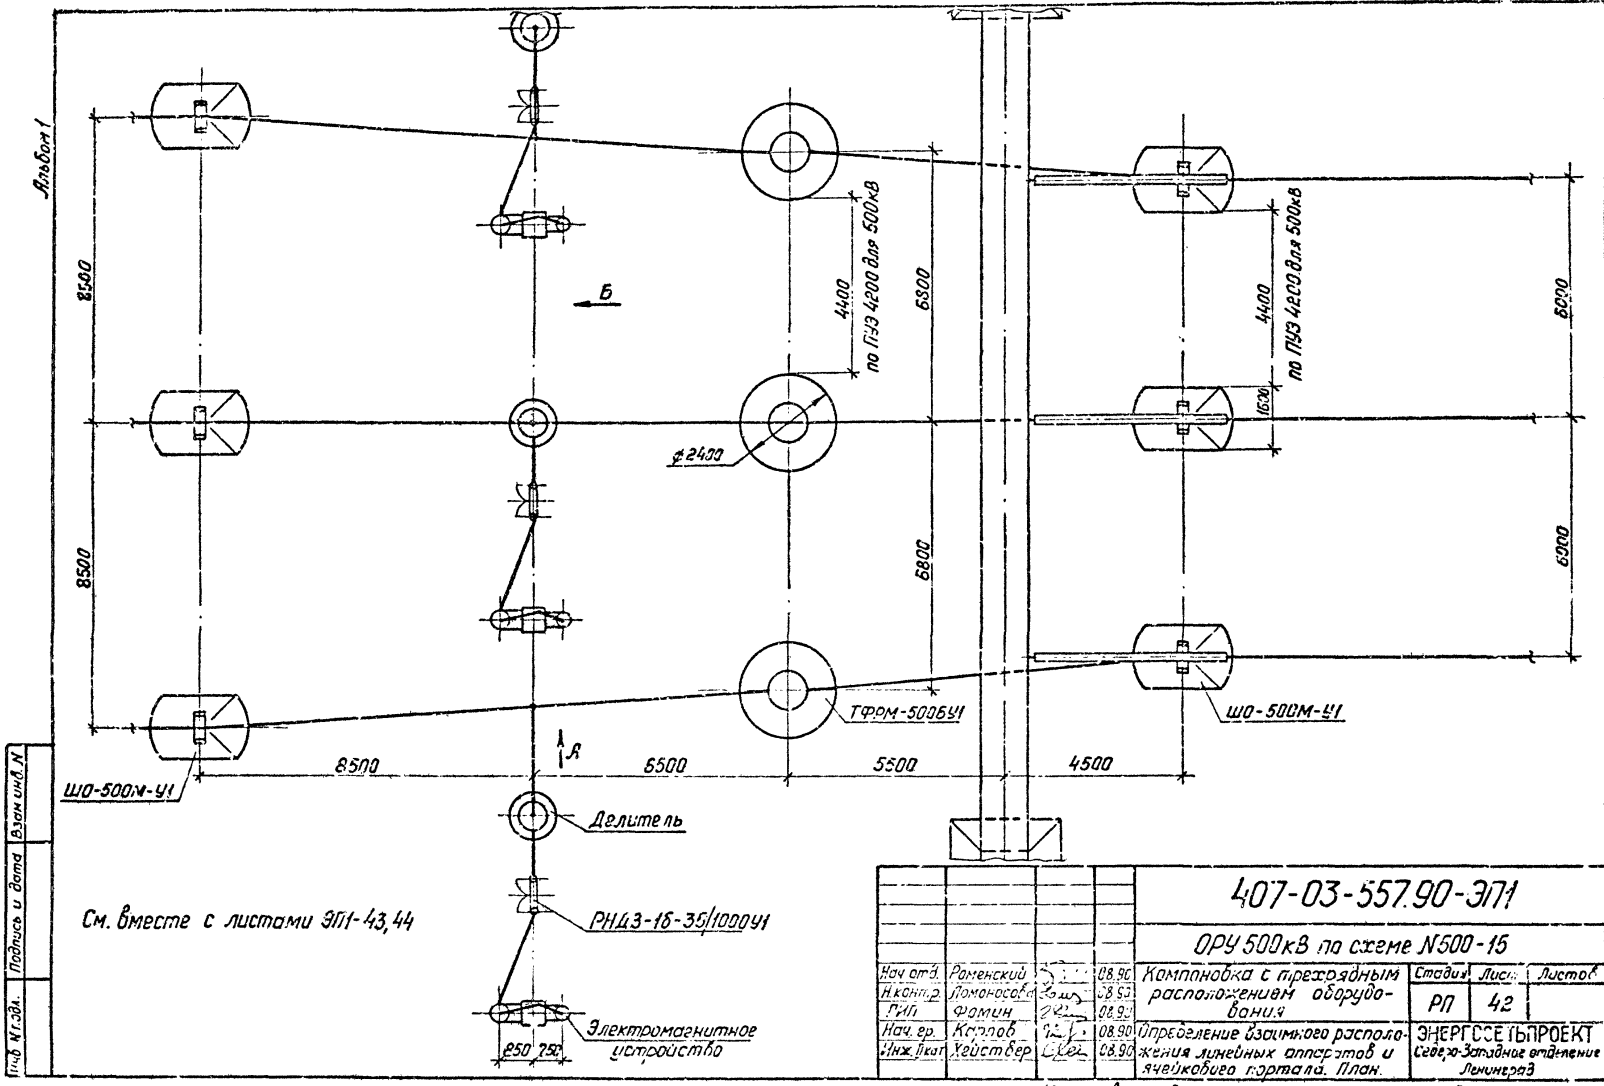 Альбом 1
8500
8500
Б
4400
по ПУЭ 4200 для 500кВ
6800
6800
4400
по ПУЭ 4200 для 500кВ
1600
6000
6000
ø2400
ТФРМ-500БУ1
ШО-500М-У1
ШО-500М-У1
8500
6500
5500
4500
А
Делитель
РНДЗ-1б-35/1000У1
Электромагнитное
устройство
850
750
См. вместе с листами ЭП1-43,44
Взам инв. N
Подпись и дата
Инв N подл.
407-03-557.90-ЭП1
ОРУ 500кВ по схеме N500-15
Нач отд. Роменский 08.90
Н.контр. Ломоносова 08.90
ГИП Фомин 08.90
Нач. гр. Карпов 08.90
Инж. 08.90
Компоновка с трехрядным
расположением оборудо-
вания
Стадия Лист Листов
РП 42
Определение взаимного располо-
жения линейных аппаратов и
ячейкового портала. План.
ЭНЕРГОСЕТЬПРОЕКТ
Северо-Западное отделение
Ленинград